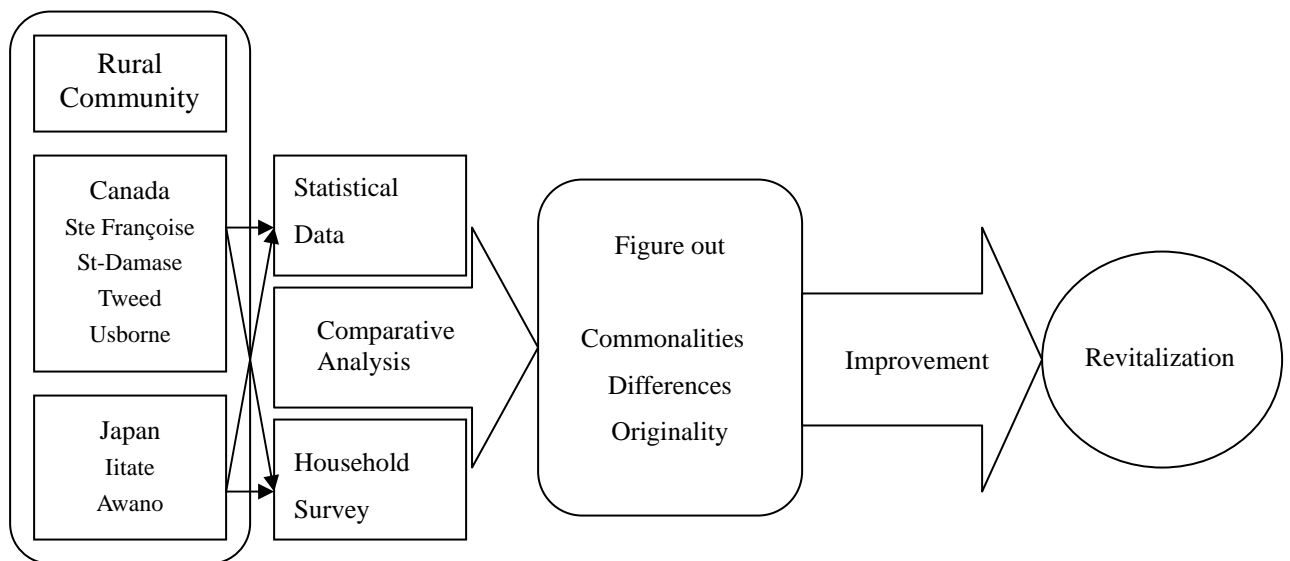 Rural
Community
Canada
Ste Françoise
St-Damase
Tweed
Usborne
Japan
Iitate
Awano
Statistical
Data
Comparative
Analysis
Household
Survey
Figure out
Commonalities
Differences
Originality
Improvement
Revitalization